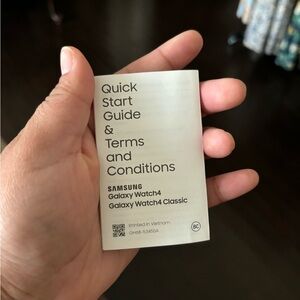 Quick
Start
Guide
&
Terms
and
Conditions
SAMSUNG
Galaxy Watch4
Galaxy Watch4 Classic
Printed in Vietnam